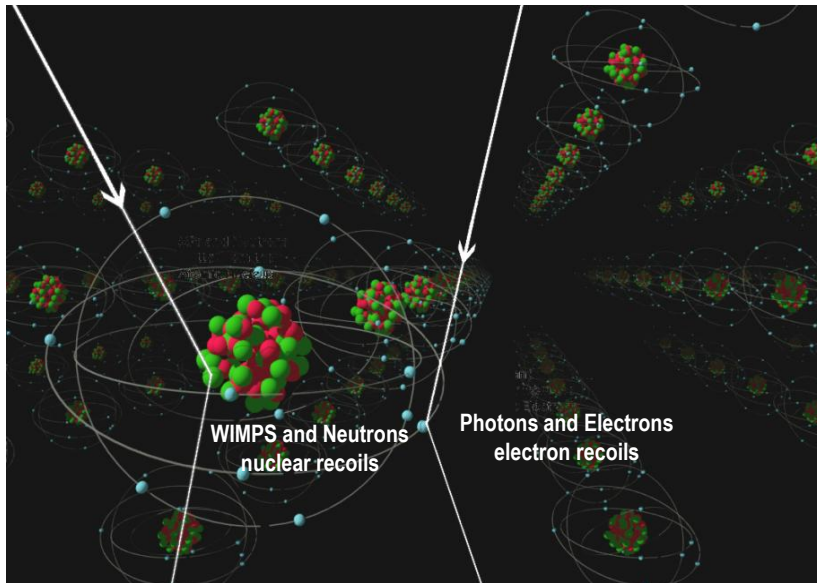 WIMPS and Neutrons
nuclear recoils
Photons and Electrons
electron recoils